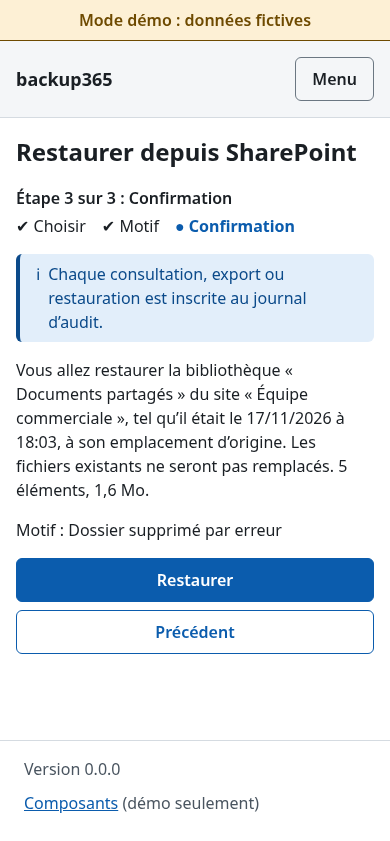 Mode démo : données fictives
backup365
Menu
Restaurer depuis SharePoint
Étape 3 sur 3 : Confirmation
✔ Choisir ✔ Motif ● Confirmation
i Chaque consultation, export ou
restauration est inscrite au journal
d’audit.
Vous allez restaurer la bibliothèque «
Documents partagés » du site « Équipe
commerciale », tel qu’il était le 17/11/2026 à
18:03, à son emplacement d’origine. Les
fichiers existants ne seront pas remplacés. 5
éléments, 1,6 Mo.
Motif : Dossier supprimé par erreur
Restaurer
Précédent
Version 0.0.0
Composants (démo seulement)